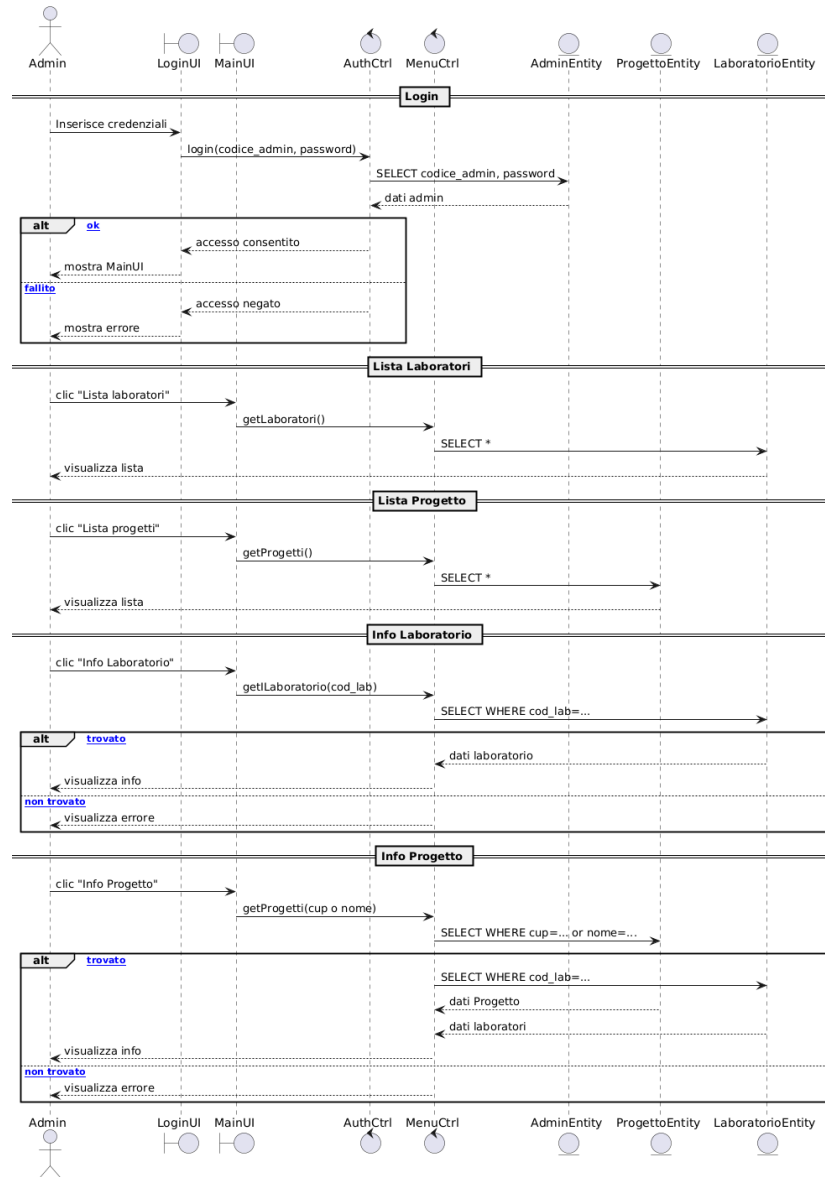 Admin
LoginUI
MainUI
AuthCtrl
MenuCtrl
AdminEntity
ProgettoEntity
LaboratorioEntity
Login
Inserisce credenziali
login(codice_admin, password)
SELECT codice_admin, password
dati admin
alt
ok
accesso consentito
mostra MainUI
fallito
accesso negato
mostra errore
Lista Laboratori
clic "Lista laboratori"
getLaboratori()
SELECT *
visualizza lista
Lista Progetto
clic "Lista progetti"
getProgetti()
SELECT *
visualizza lista
Info Laboratorio
clic "Info Laboratorio"
getILaboratorio(cod_lab)
SELECT WHERE cod_lab=...
alt
trovato
dati laboratorio
visualizza info
non trovato
visualizza errore
Info Progetto
clic "Info Progetto"
getProgetti(cup o nome)
SELECT WHERE cup=... or nome=...
alt
trovato
SELECT WHERE cod_lab=...
dati Progetto
dati laboratori
visualizza info
non trovato
visualizza errore
Admin
LoginUI
MainUI
AuthCtrl
MenuCtrl
AdminEntity
ProgettoEntity
LaboratorioEntity